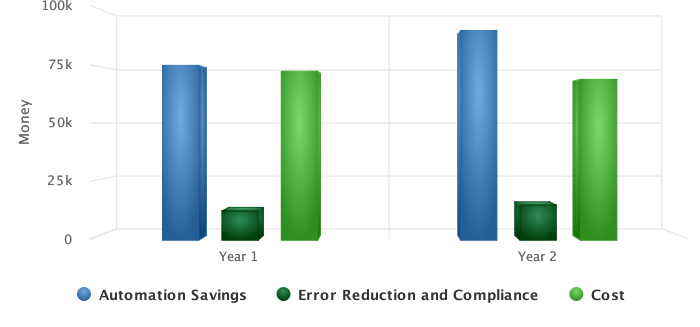 100k
75k
50k
25k
0
Money
Year 1
Year 2
Automation Savings
Error Reduction and Compliance
Cost